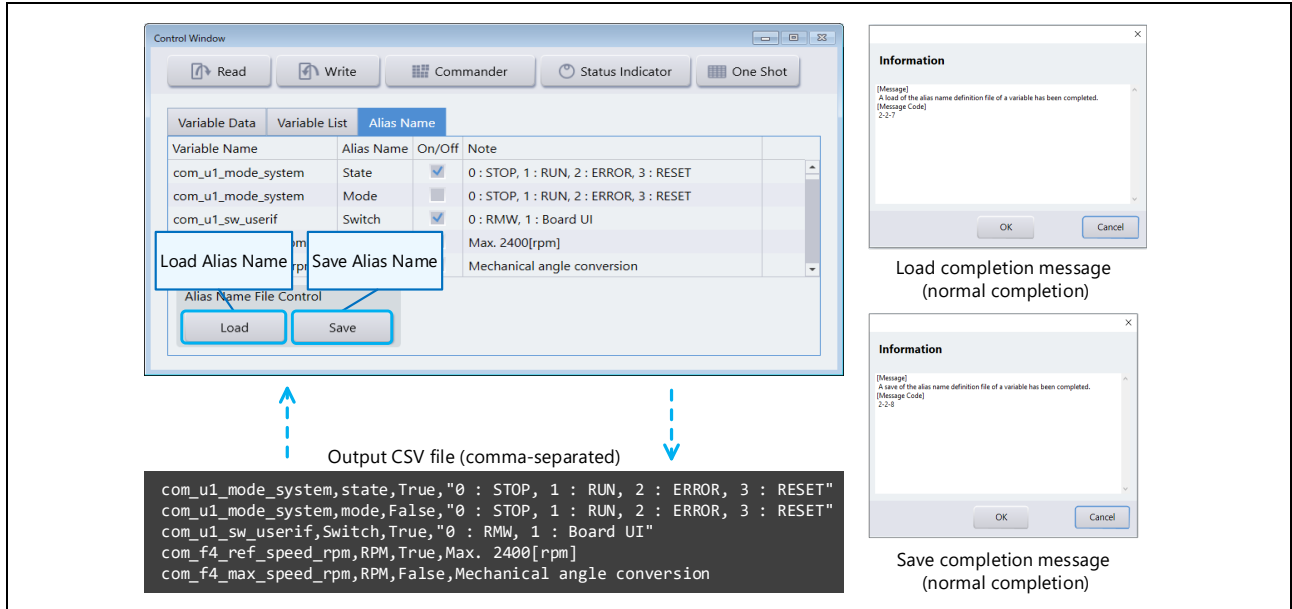 Control Window
Read
Write
Commander
Status Indicator
One Shot
Variable Data
Variable List
Alias Name
Variable Name
Alias Name
On/Off
Note
com_u1_mode_system
State
0 : STOP, 1 : RUN, 2 : ERROR, 3 : RESET
com_u1_mode_system
Mode
0 : STOP, 1 : RUN, 2 : ERROR, 3 : RESET
com_u1_sw_userif
Switch
0 : RMW, 1 : Board UI
Max. 2400[rpm]
Mechanical angle conversion
Load Alias Name
Save Alias Name
Alias Name File Control
Load
Save
Information
[Message]
A load of the alias name definition file of a variable has been completed.
[Message Code]
2-2-7
OK
Cancel
Load completion message
(normal completion)
Information
[Message]
A save of the alias name definition file of a variable has been completed.
[Message Code]
2-2-8
OK
Cancel
Save completion message
(normal completion)
Output CSV file (comma-separated)
com_u1_mode_system,state,True,"0 : STOP, 1 : RUN, 2 : ERROR, 3 : RESET"
com_u1_mode_system,mode,False,"0 : STOP, 1 : RUN, 2 : ERROR, 3 : RESET"
com_u1_sw_userif,Switch,True,"0 : RMW, 1 : Board UI"
com_f4_ref_speed_rpm,RPM,True,Max. 2400[rpm]
com_f4_max_speed_rpm,RPM,False,Mechanical angle conversion